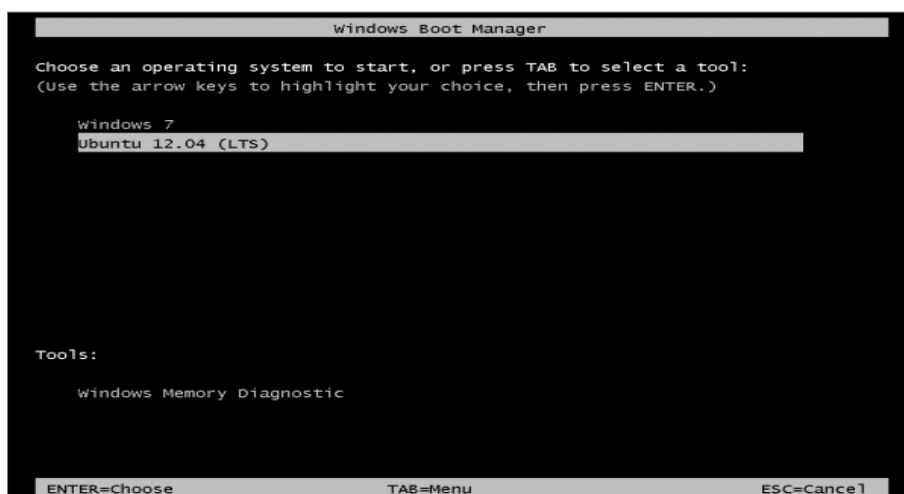 Windows Boot Manager
Choose an operating system to start, or press TAB to select a tool:
(Use the arrow keys to highlight your choice, then press ENTER.)
Windows 7
Ubuntu 12.04 (LTS)
Tools:
Windows Memory Diagnostic
ENTER=Choose TAB=Menu ESC=Cancel